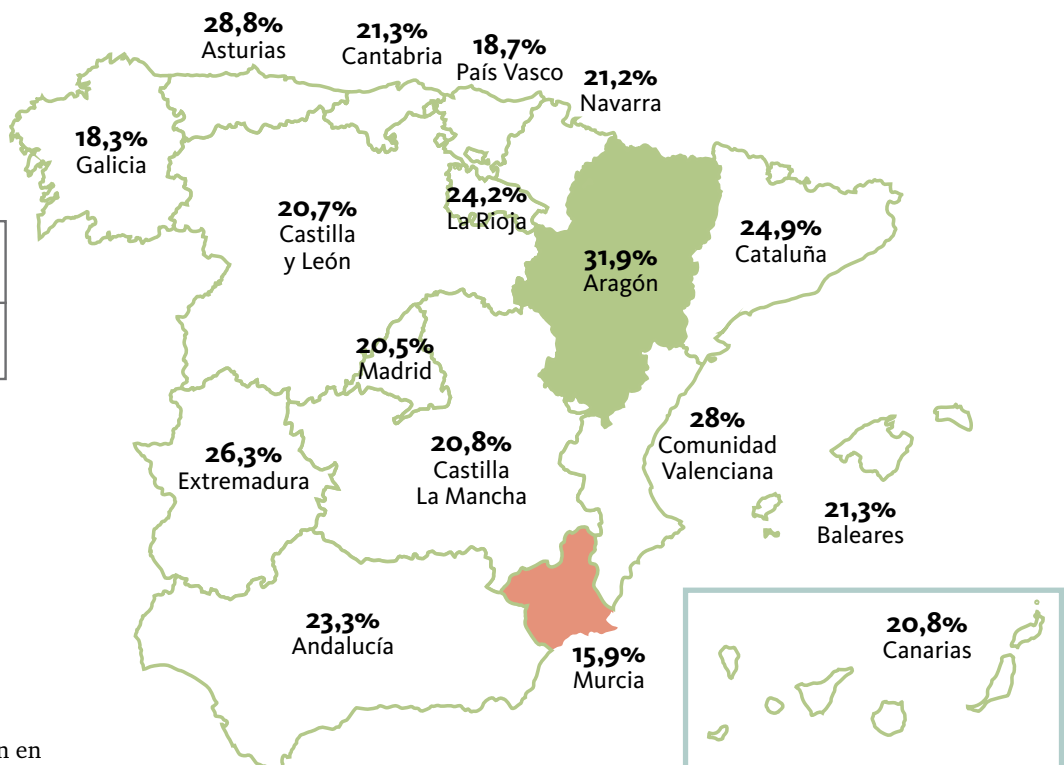 28,8%
Asturias
21,3%
Cantabria
18,7%
País Vasco
21,2%
Navarra
18,3%
Galicia
20,7%
Castilla
y León
24,2%
La Rioja
31,9%
Aragón
24,9%
Cataluña
20,5%
Madrid
26,3%
Extremadura
20,8%
Castilla
La Mancha
28%
Comunidad
Valenciana
21,3%
Baleares
23,3%
Andalucía
15,9%
Murcia
20,8%
Canarias
en